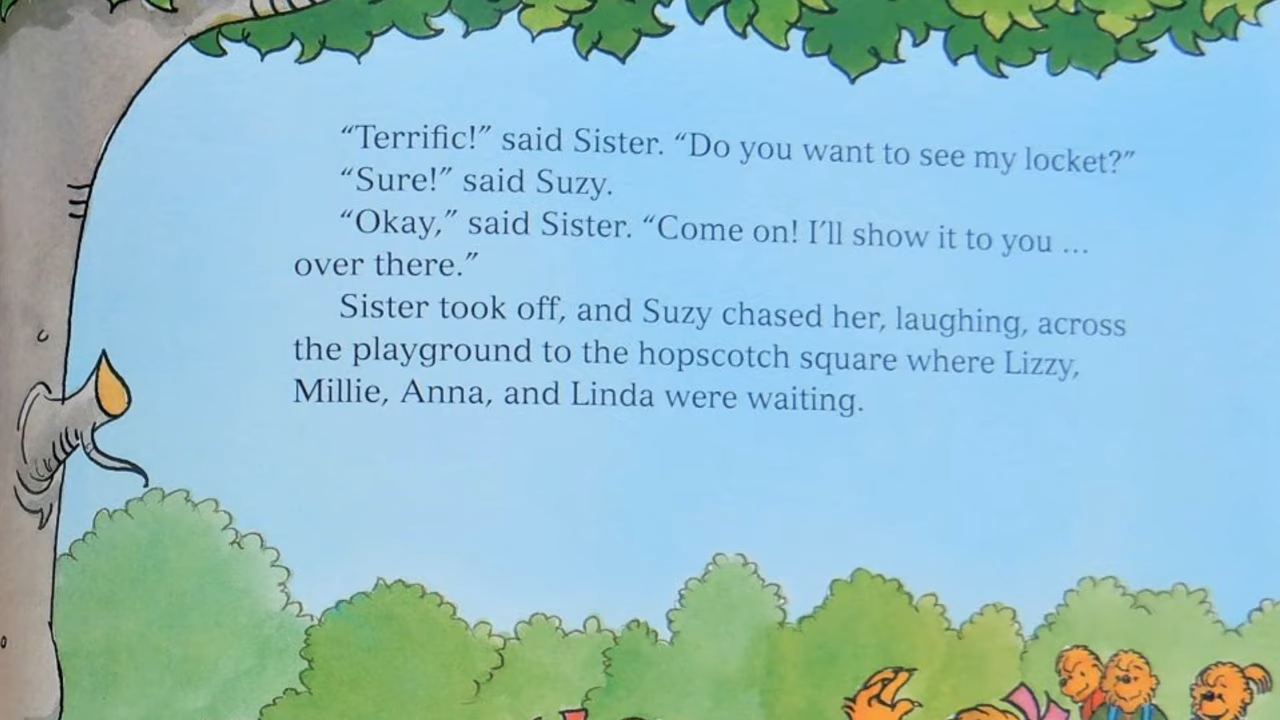 “Terrific!” said Sister. “Do you want to see my locket?”
“Sure!” said Suzy.
“Okay,” said Sister. “Come on! I’ll show it to you ...
over there.”
Sister took off, and Suzy chased her, laughing, across
the playground to the hopscotch square where Lizzy,
Millie, Anna, and Linda were waiting.